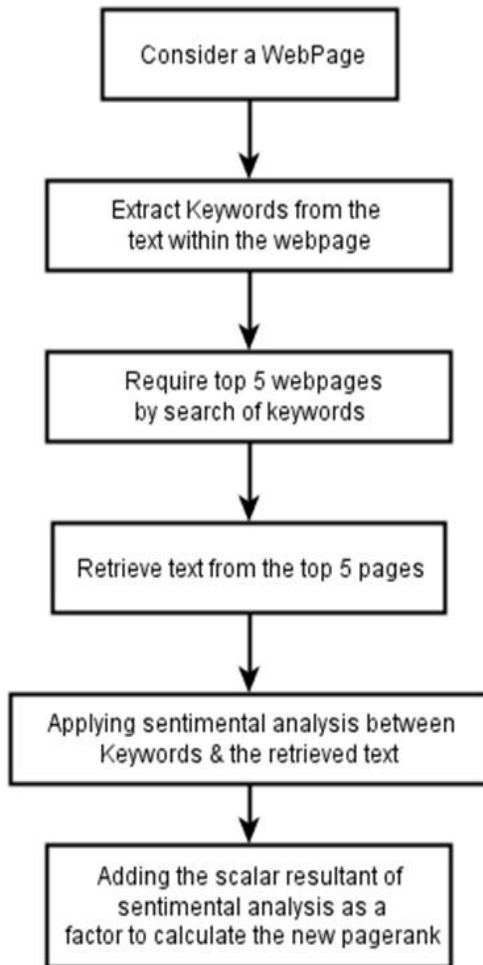 Consider a WebPage
Extract Keywords from the
text within the webpage
Require top 5 webpages
by search of keywords
Retrieve text from the top 5 pages
Applying sentimental analysis between
Keywords & the retrieved text
Adding the scalar resultant of
sentimental analysis as a
factor to calculate the new pagerank